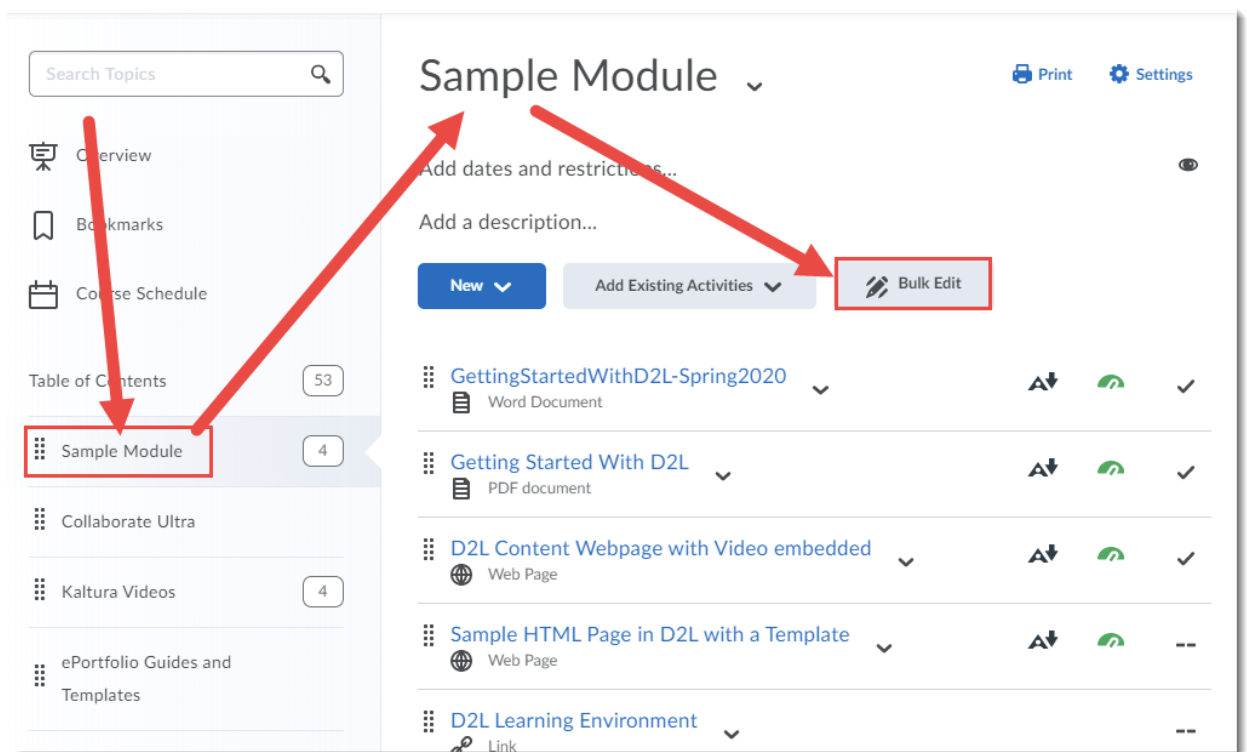 Search Topics
Overview
Bookmarks
Course Schedule
Table of Contents 53
Sample Module 4
Collaborate Ultra
Kaltura Videos 4
ePortfolio Guides and
Templates
Sample Module
Print Settings
Add dates and restrictions...
Add a description...
New Add Existing Activities Bulk Edit
GettingStartedWithD2L-Spring2020
Word Document
Getting Started With D2L
PDF document
D2L Content Webpage with Video embedded
Web Page
Sample HTML Page in D2L with a Template
Web Page
D2L Learning Environment
Link